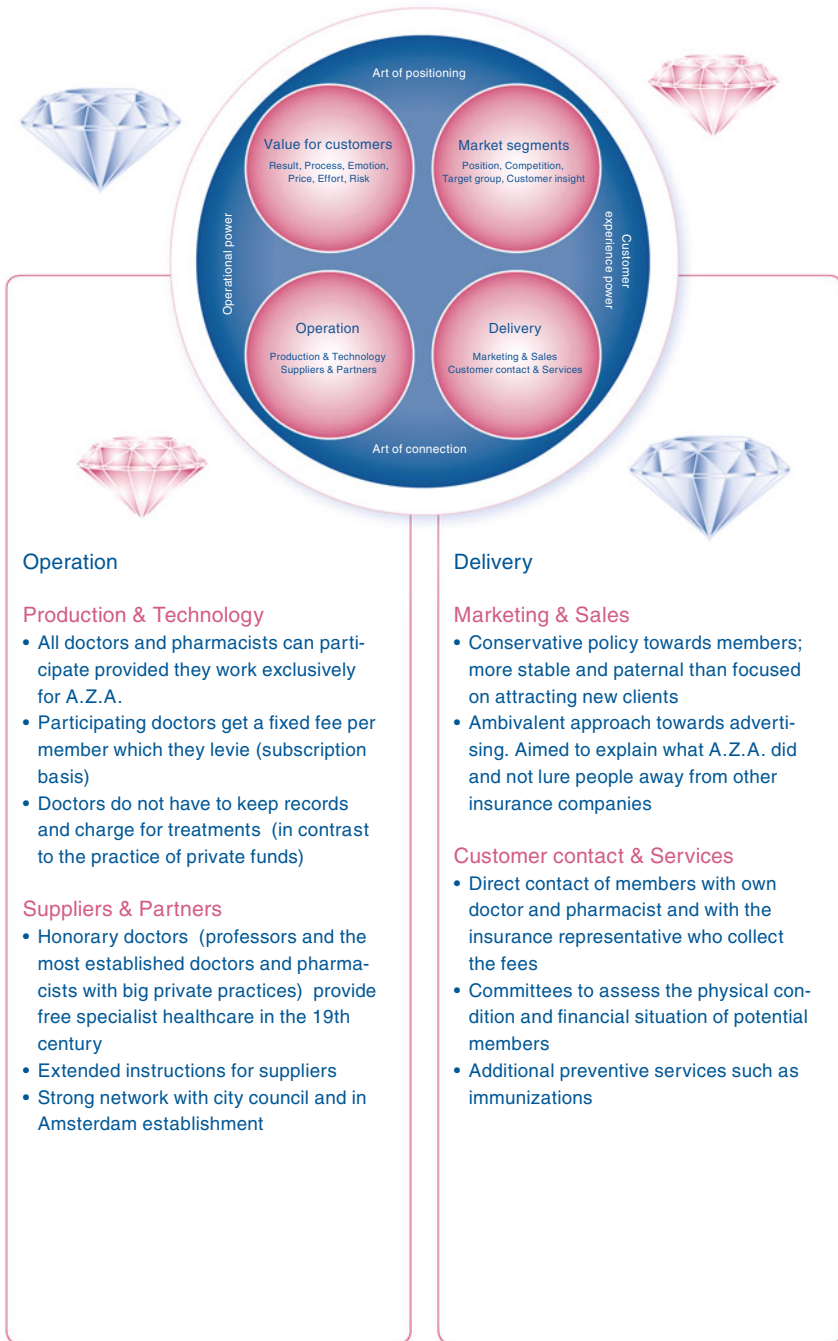 Art of positioning
Value for customers
Result, Process, Emotion,
Price, Effort, Risk
Market segments
Position, Competition,
Target group, Customer insight
Operational power
Customer
experience power
Operation
Production & Technology
Suppliers & Partners
Delivery
Marketing & Sales
Customer contact & Services
Art of connection
Operation
Production & Technology
• All doctors and pharmacists can parti-
cipate provided they work exclusively
for A.Z.A.
• Participating doctors get a fixed fee per
member which they levie (subscription
basis)
• Doctors do not have to keep records
and charge for treatments (in contrast
to the practice of private funds)
Suppliers & Partners
• Honorary doctors (professors and the
most established doctors and pharma-
cists with big private practices) provide
free specialist healthcare in the 19th
century
• Extended instructions for suppliers
• Strong network with city council and in
Amsterdam establishment
Delivery
Marketing & Sales
• Conservative policy towards members;
more stable and paternal than focused
on attracting new clients
• Ambivalent approach towards adverti-
sing. Aimed to explain what A.Z.A. did
and not lure people away from other
insurance companies
Customer contact & Services
• Direct contact of members with own
doctor and pharmacist and with the
insurance representative who collect
the fees
• Committees to assess the physical con-
dition and financial situation of potential
members
• Additional preventive services such as
immunizations